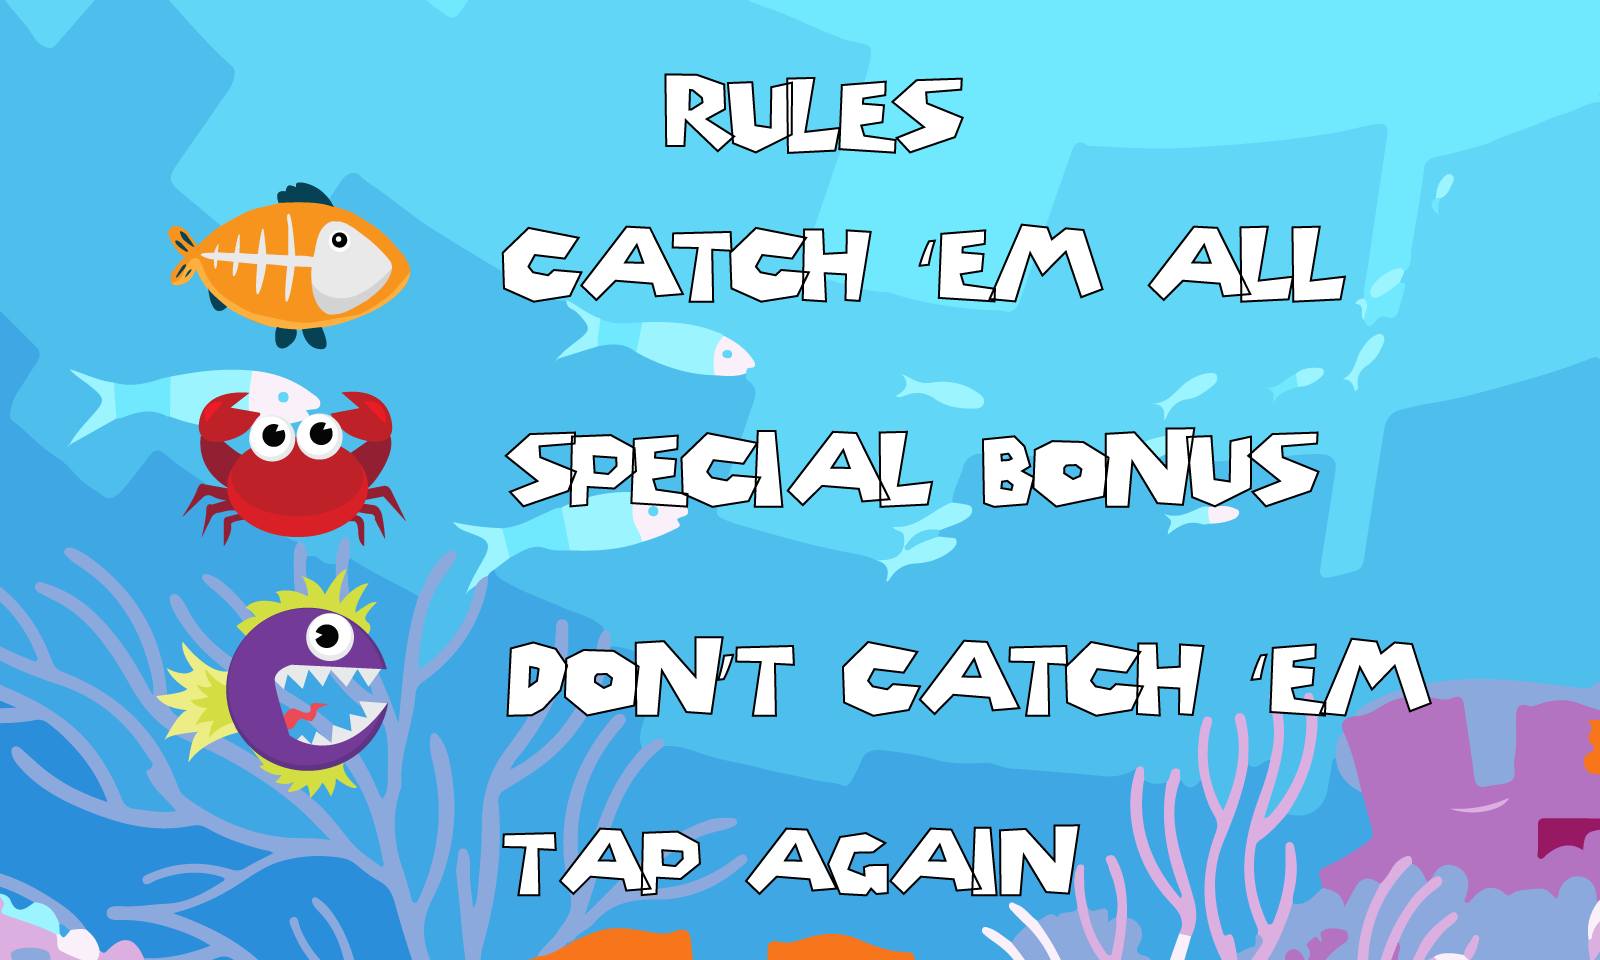 RULES
CATCH ‘EM ALL
SPECIAL BONUS
DON’T CATCH ‘EM
TAP AGAIN